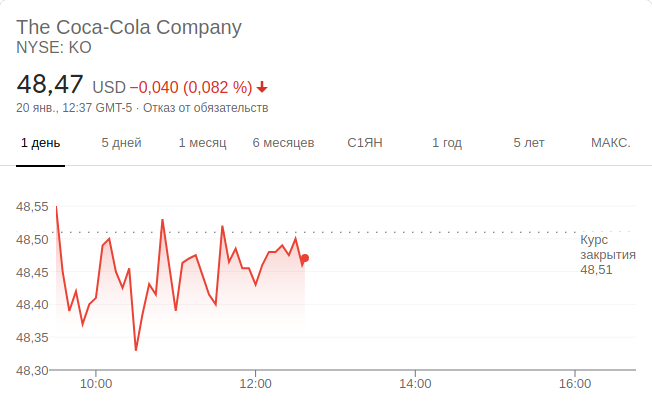 The Coca-Cola Company
NYSE: KO
48,47 USD −0,040 (0,082 %)
20 янв., 12:37 GMT-5 · Отказ от обязательств
1 день 5 дней 1 месяц 6 месяцев С1ЯН 1 год 5 лет МАКС.
48,55
48,50
48,45
48,40
48,35
48,30
Курс
закрытия
48,51
10:00 12:00 14:00 16:00